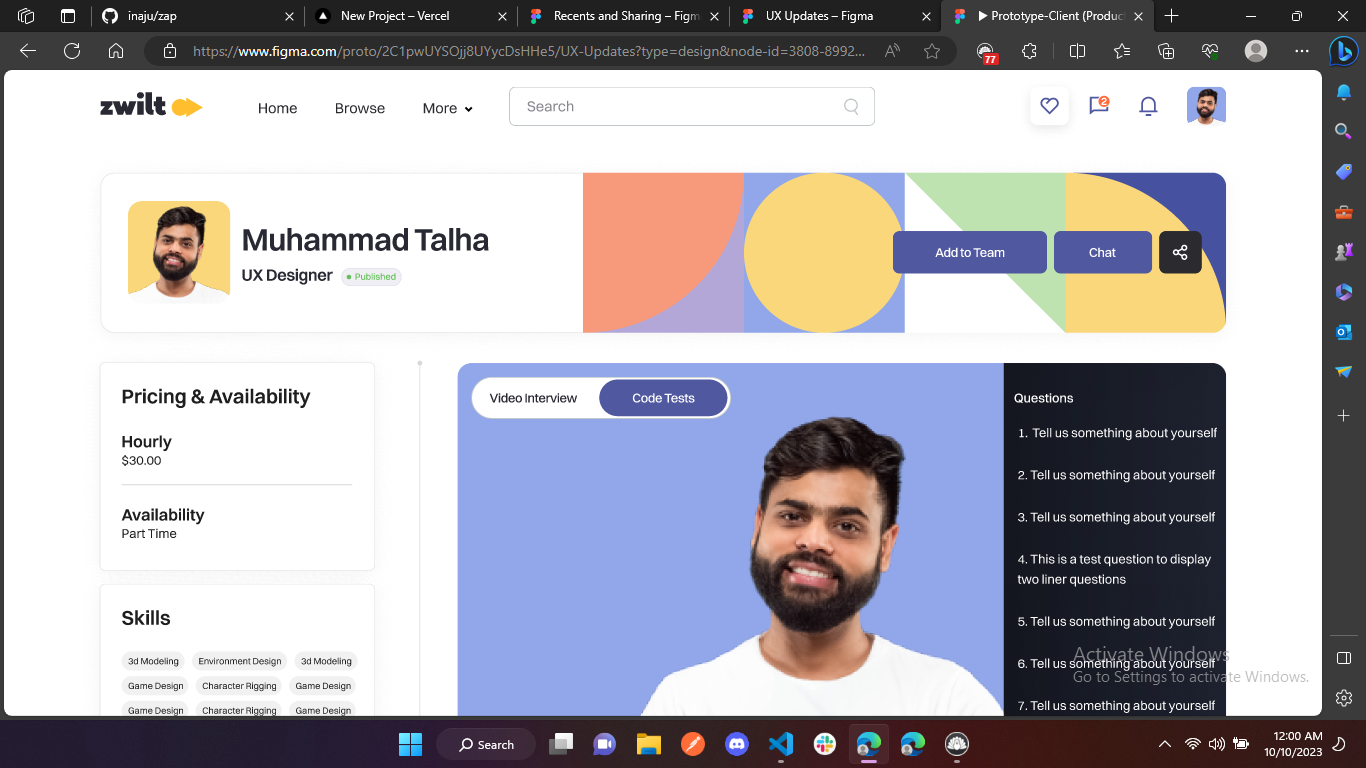 inaju/zap
New Project – Vercel
Recents and Sharing – Figm
UX Updates – Figma
▶ Prototype-Client (Produc
https://www.figma.com/proto/2C1pwUYSOjj8UYycDsHHe5/UX-Updates?type=design&node-id=3808-8992...
77
zwilt
Home
Browse
More
Search
2
Muhammad Talha
UX Designer
Published
Add to Team
Chat
Pricing & Availability
Hourly
$30.00
Availability
Part Time
Skills
3d Modeling Environment Design 3d Modeling
Game Design Character Rigging Game Design
Game Design Character Rigging Game Design
Video Interview
Code Tests
Questions
1. Tell us something about yourself
2. Tell us something about yourself
3. Tell us something about yourself
4. This is a test question to display
two liner questions
5. Tell us something about yourself
6. Tell us something about yourself
7. Tell us something about yourself
Activate Windows
Go to Settings to activate Windows.
Search
12:00 AM
10/10/2023